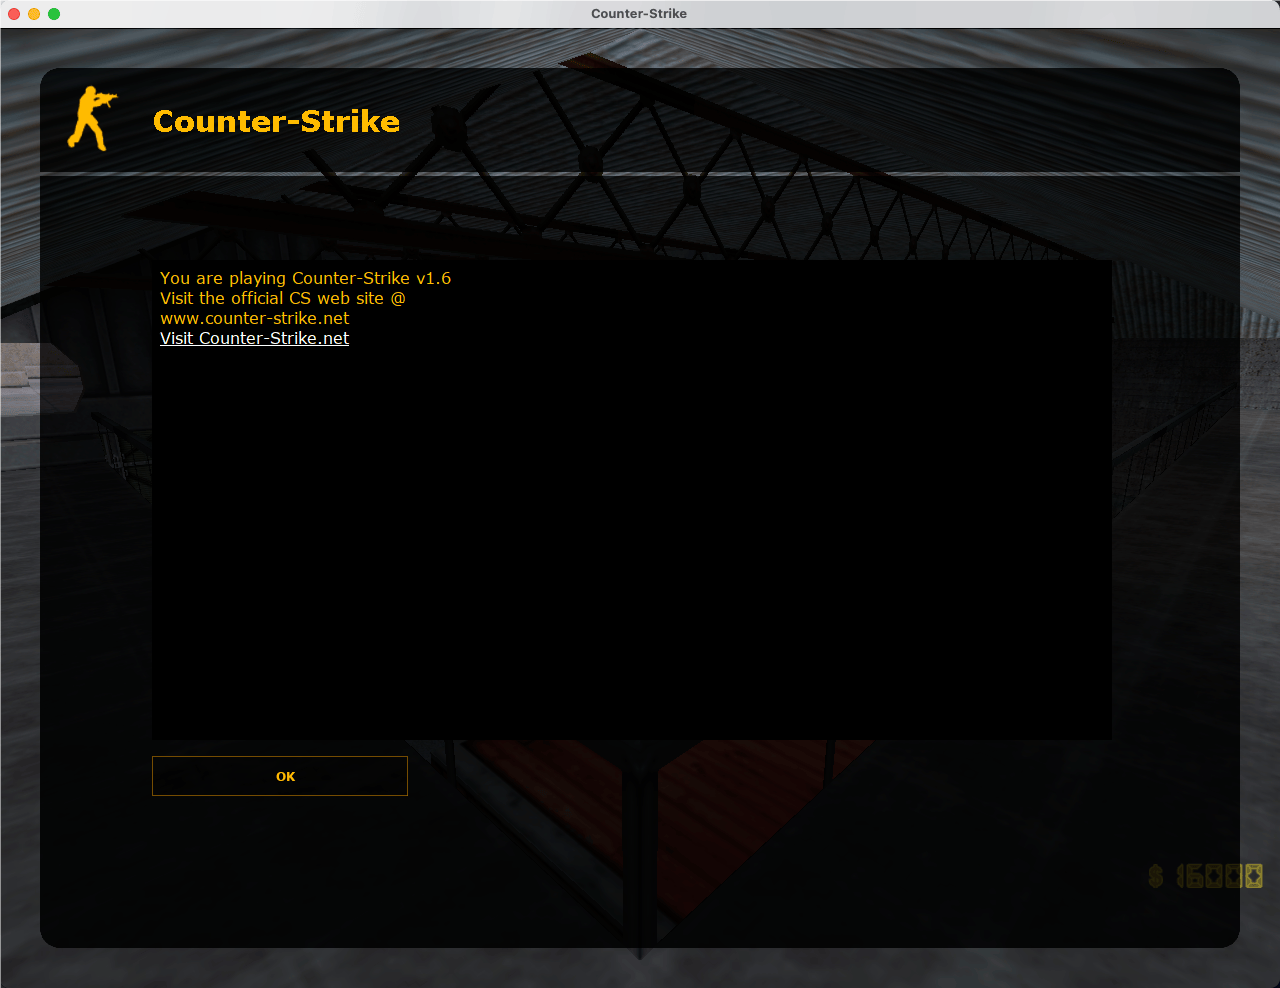 Counter-Strike
Counter-Strike
You are playing Counter-Strike v1.6
Visit the official CS web site @
www.counter-strike.net
Visit Counter-Strike.net
OK
$ 16000